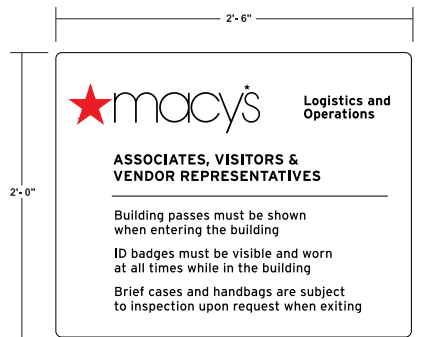 2'- 6"
macy's
Logistics and
Operations
ASSOCIATES, VISITORS &
VENDOR REPRESENTATIVES
2'- 0"
Building passes must be shown
when entering the building
ID badges must be visible and worn
at all times while in the building
Brief cases and handbags are subject
to inspection upon request when exiting